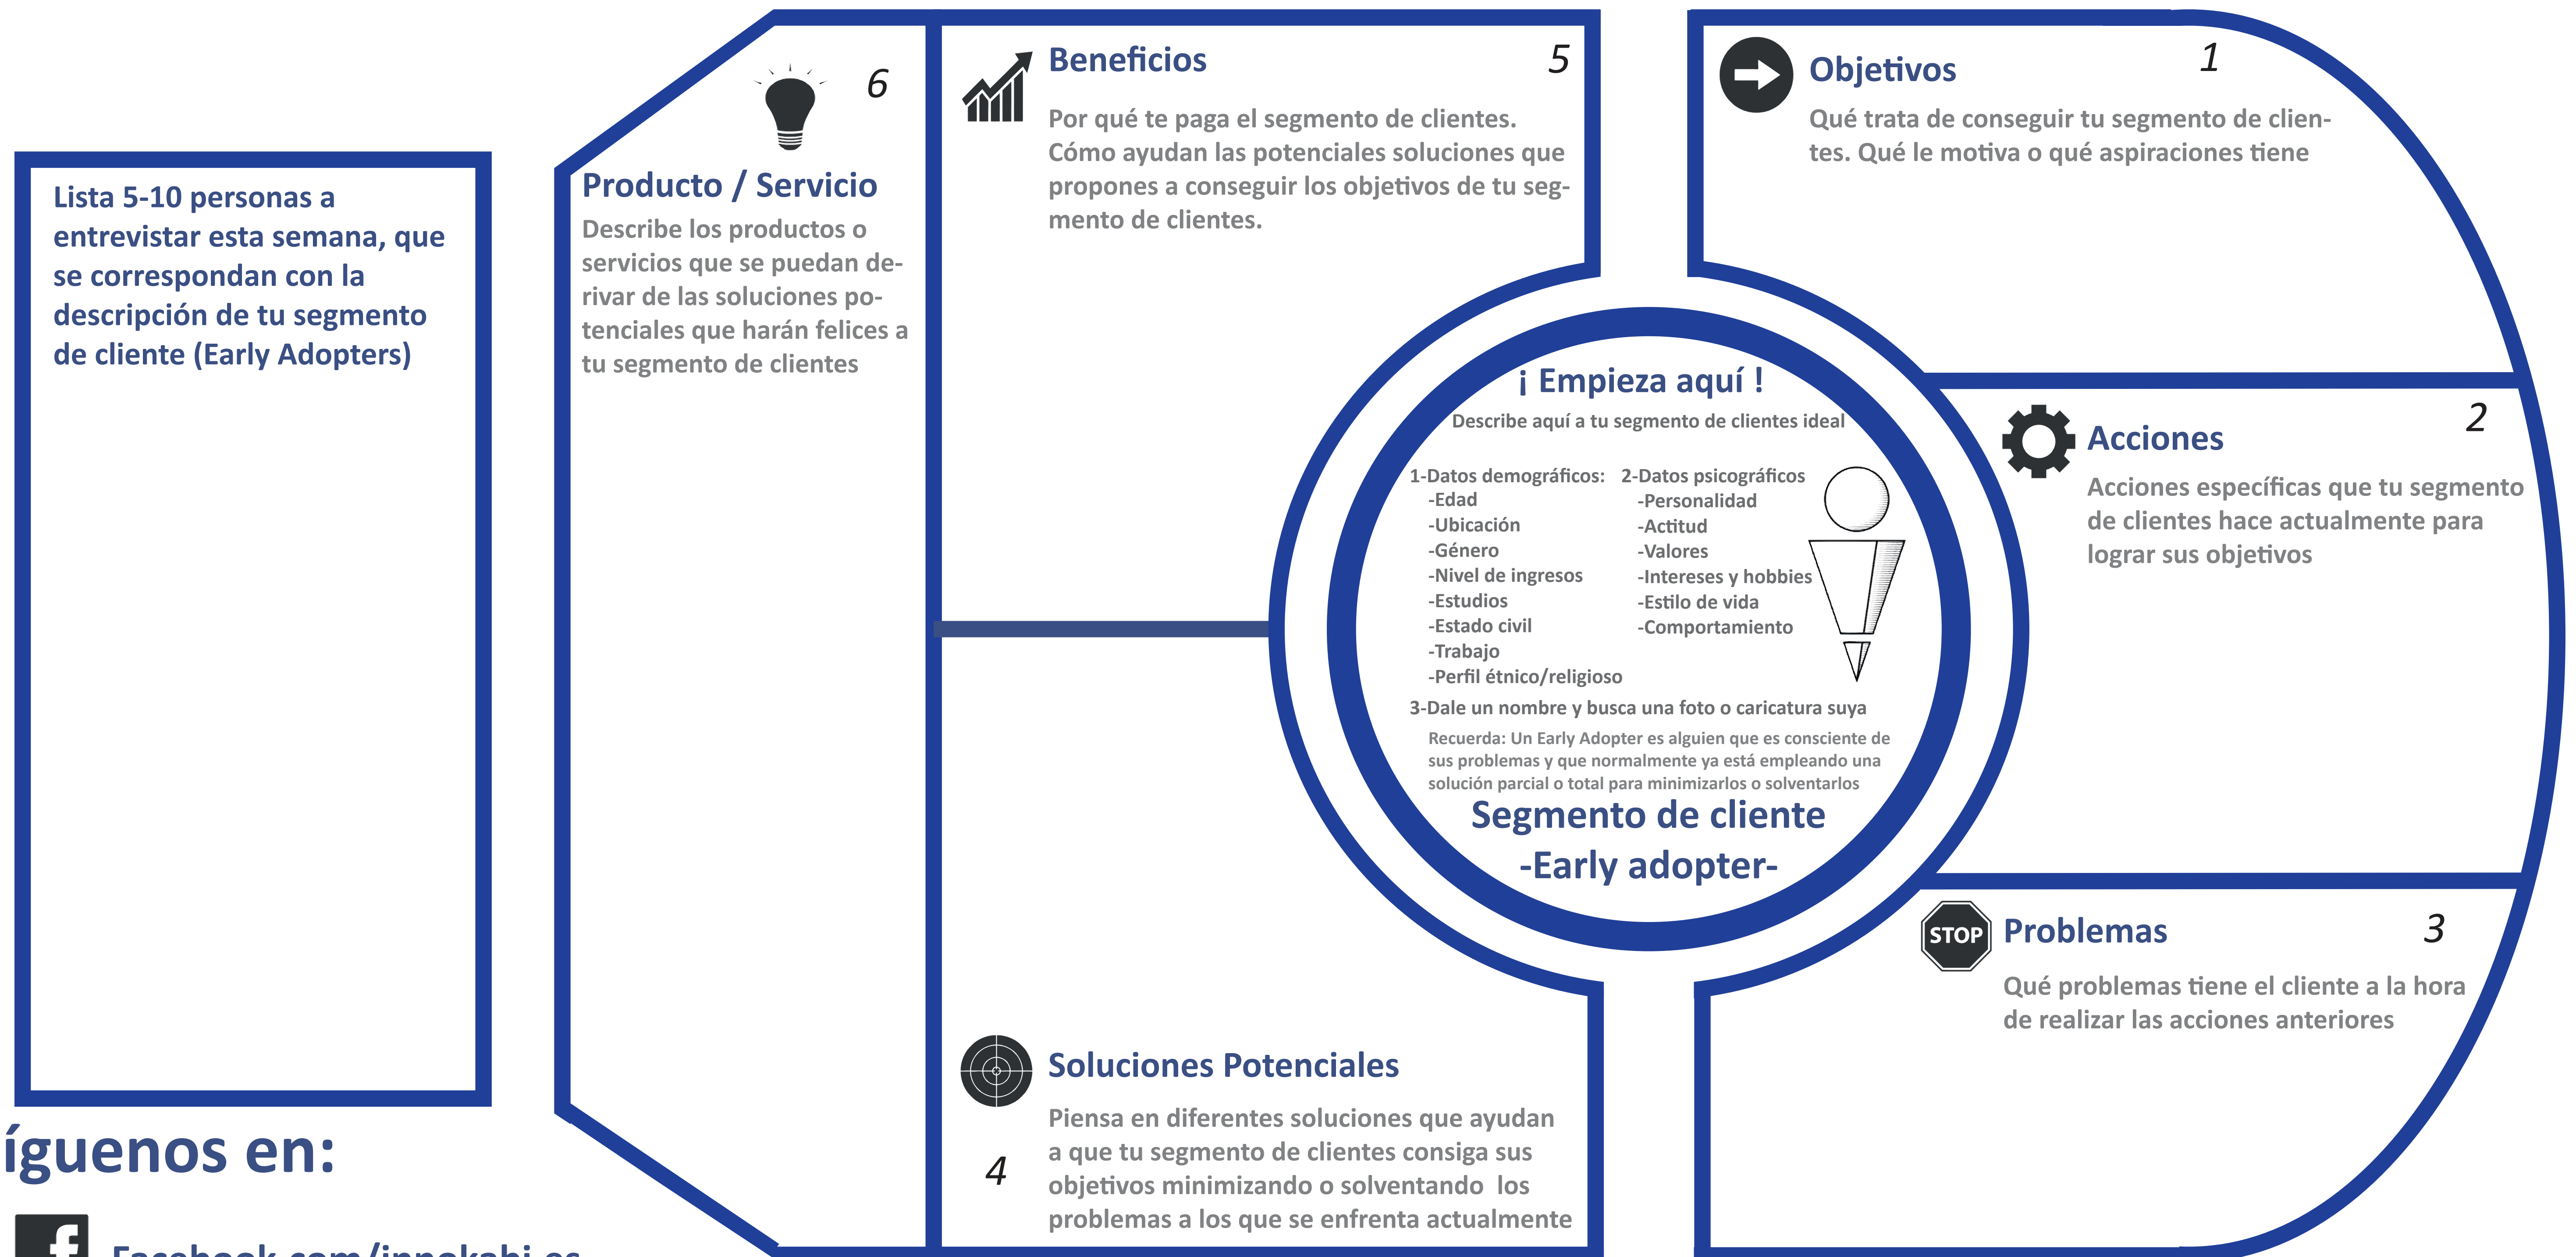 Lista 5-10 personas a
entrevistar esta semana, que
se correspondan con la
descripción de tu segmento
de cliente (Early Adopters)
íguenos en:
Facebook.com/innokabi.es
6
Producto / Servicio
Describe los productos o
servicios que se puedan de-
rivar de las soluciones po-
tenciales que harán felices a
tu segmento de clientes
Beneficios
5
Por qué te paga el segmento de clientes.
Cómo ayudan las potenciales soluciones que
propones a conseguir los objetivos de tu seg-
mento de clientes.
Soluciones Potenciales
4
Piensa en diferentes soluciones que ayudan
a que tu segmento de clientes consiga sus
objetivos minimizando o solventando los
problemas a los que se enfrenta actualmente
¡ Empieza aquí !
Describe aquí a tu segmento de clientes ideal
1-Datos demográficos:
-Edad
-Ubicación
-Género
-Nivel de ingresos
-Estudios
-Estado civil
-Trabajo
-Perfil étnico/religioso
2-Datos psicográficos
-Personalidad
-Actitud
-Valores
-Intereses y hobbies
-Estilo de vida
-Comportamiento
3-Dale un nombre y busca una foto o caricatura suya
Recuerda: Un Early Adopter es alguien que es consciente de
sus problemas y que normalmente ya está empleando una
solución parcial o total para minimizarlos o solventarlos
Segmento de cliente
-Early adopter-
Objetivos
1
Qué trata de conseguir tu segmento de clien-
tes. Qué le motiva o qué aspiraciones tiene
2
Acciones
Acciones específicas que tu segmento
de clientes hace actualmente para
lograr sus objetivos
STOP
Problemas
3
Qué problemas tiene el cliente a la hora
de realizar las acciones anteriores